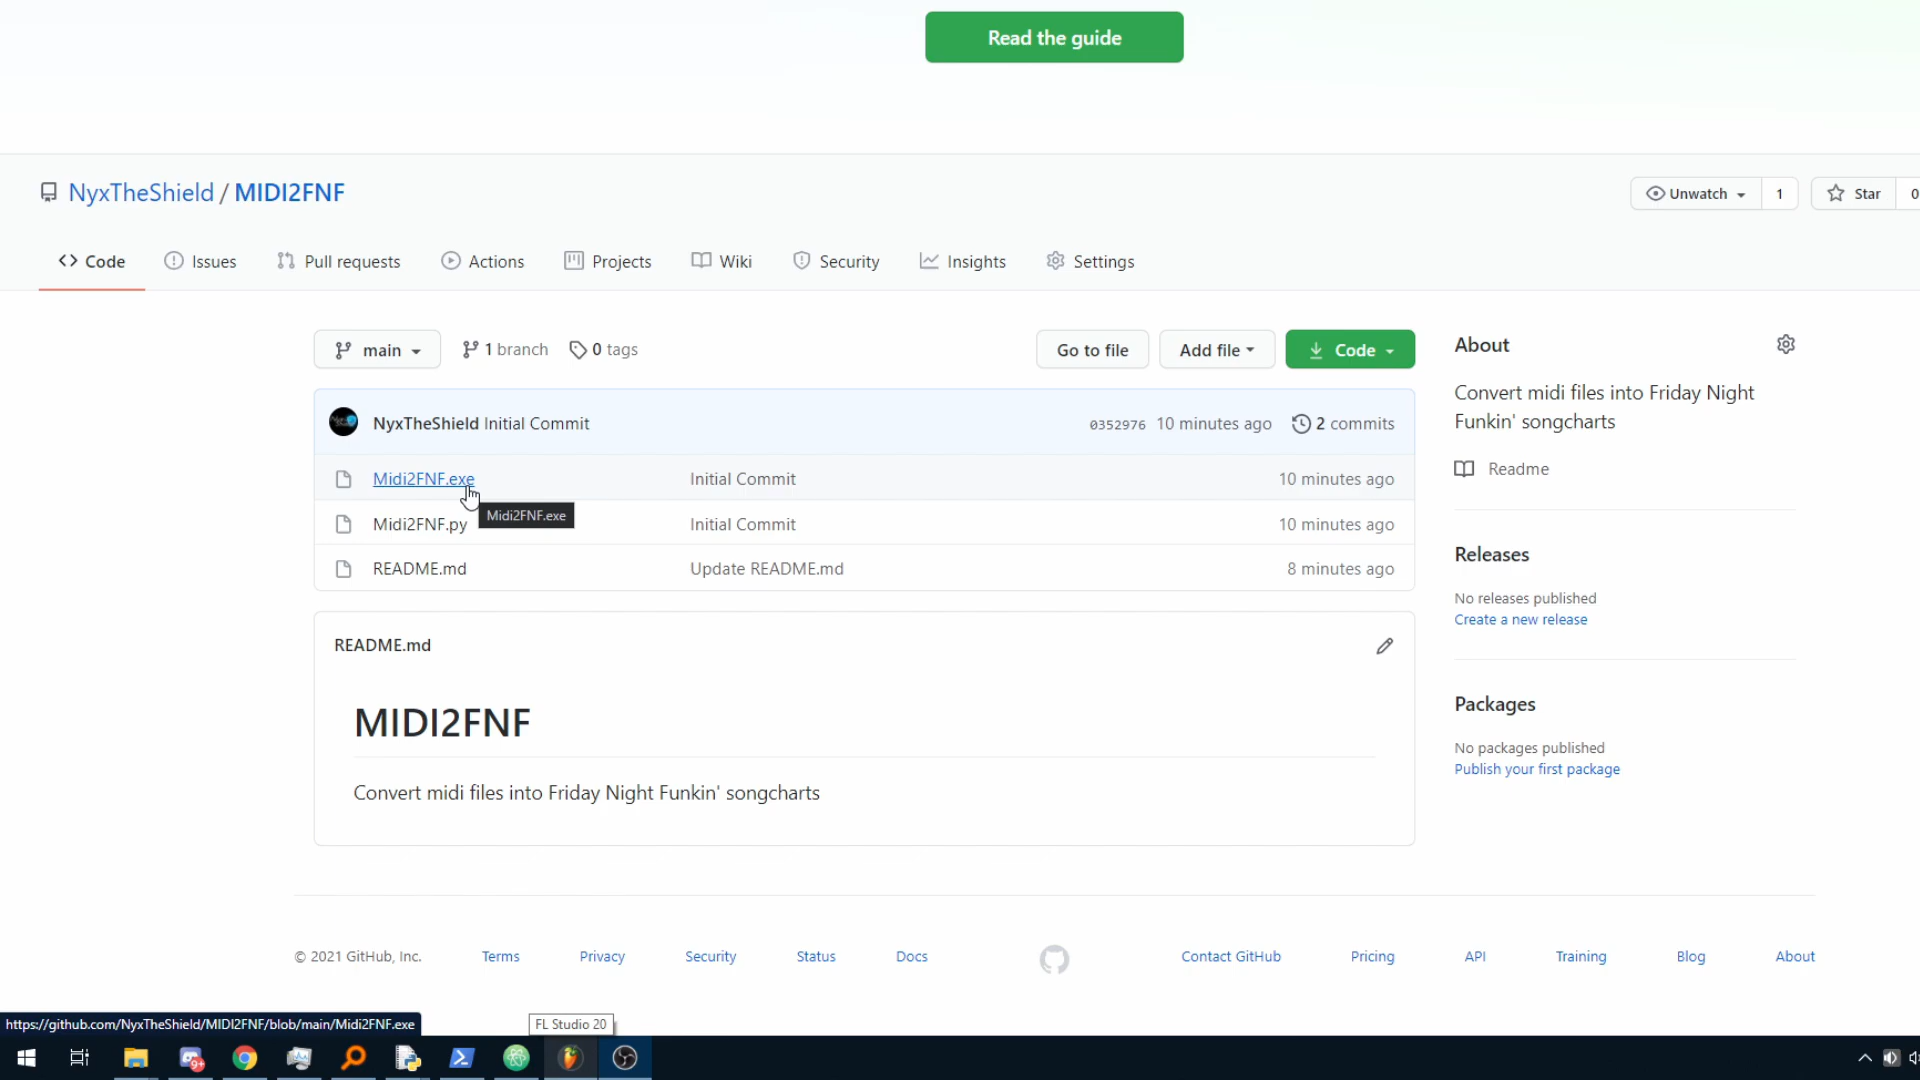 Read the guide
NyxTheShield / MIDI2FNF
Unwatch 1 Star 0
Code Issues Pull requests Actions Projects Wiki Security Insights Settings
main 1 branch 0 tags Go to file Add file Code
NyxTheShield Initial Commit 0352976 10 minutes ago 2 commits
Midi2FNF.exe Initial Commit 10 minutes ago
Midi2FNF.exe
Midi2FNF.py Initial Commit 10 minutes ago
README.md Update README.md 8 minutes ago
README.md
MIDI2FNF
Convert midi files into Friday Night Funkin' songcharts
About
Convert midi files into Friday Night
Funkin' songcharts
Readme
Releases
No releases published
Create a new release
Packages
No packages published
Publish your first package
© 2021 GitHub, Inc. Terms Privacy Security Status Docs Contact GitHub Pricing API Training Blog About
https://github.com/NyxTheShield/MIDI2FNF/blob/main/Midi2FNF.exe
FL Studio 20
9+